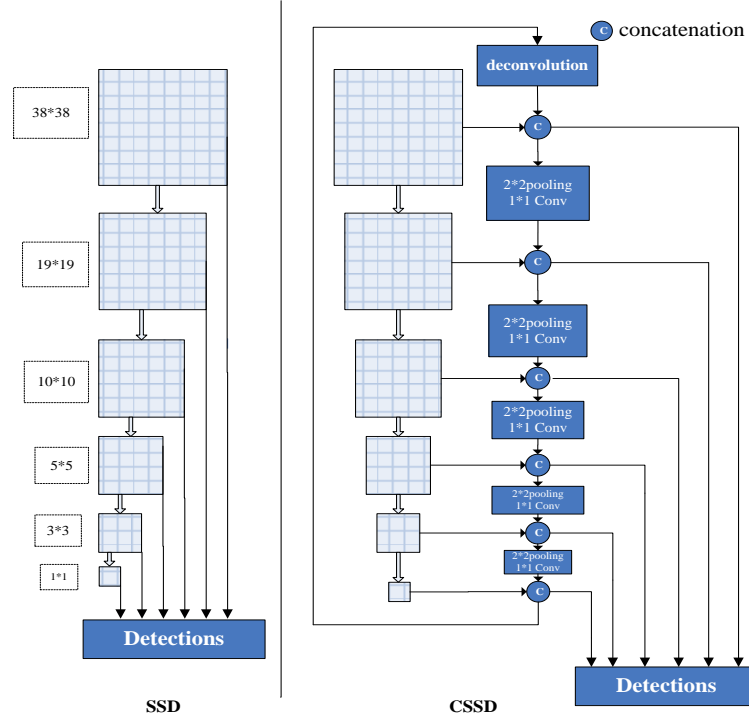 38*38
19*19
10*10
5*5
3*3
1*1
Detections
SSD
C concatenation
deconvolution
C
2*2pooling
1*1 Conv
C
2*2pooling
1*1 Conv
C
2*2pooling
1*1 Conv
C
2*2pooling
1*1 Conv
C
2*2pooling
1*1 Conv
C
Detections
CSSD